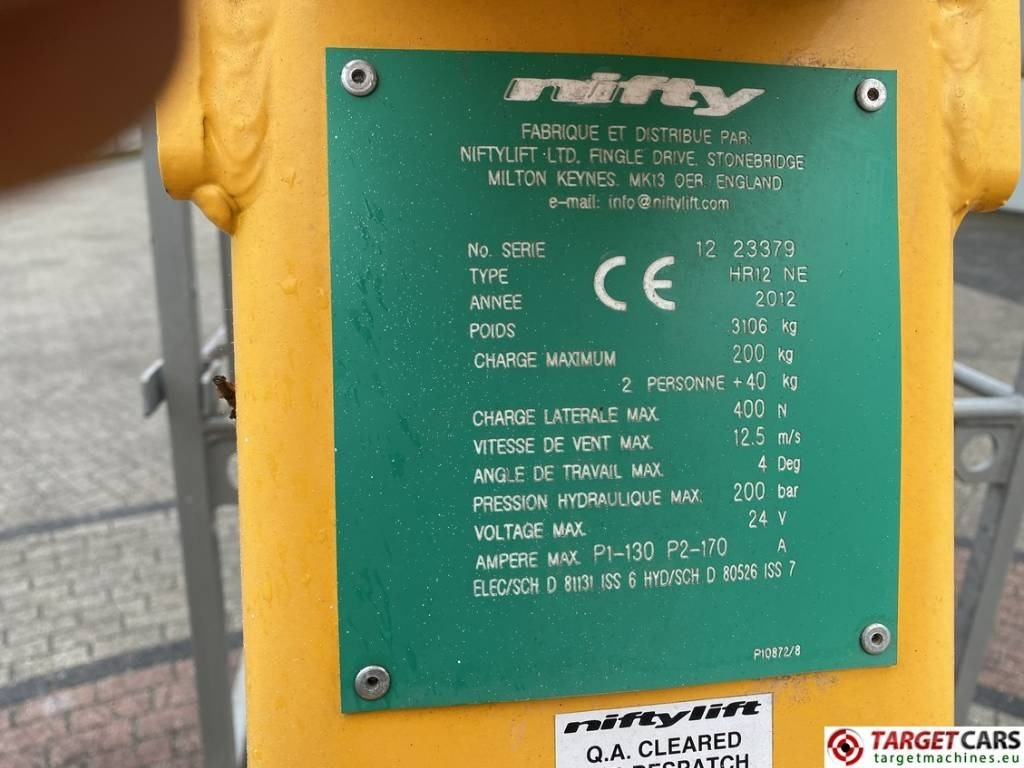 nifty
FABRIQUE ET DISTRIBUE PAR:
NIFTYLIFT LTD, FINGLE DRIVE, STONEBRIDGE
MILTON KEYNES. MK13 OER, ENGLAND
e-mail: info@niftylift.com
No. SERIE 12 23379
TYPE HR12 NE
CE
ANNEE 2012
POIDS 3106 kg
CHARGE MAXIMUM 200 kg
2 PERSONNE +40 kg
CHARGE LATERALE MAX. 400 N
VITESSE DE VENT MAX. 12.5 m/s
ANGLE DE TRAVAIL MAX. 4 Deg
PRESSION HYDRAULIQUE MAX. 200 bar
VOLTAGE MAX. 24 V
AMPERE MAX. P1-130 P2-170 A
ELEC/SCH D 81131 ISS 6 HYD/SCH D 80526 ISS 7
P10872/8
niftylift
Q.A. CLEARED
DESPATCH
TARGETCARS
targetmachines.eu